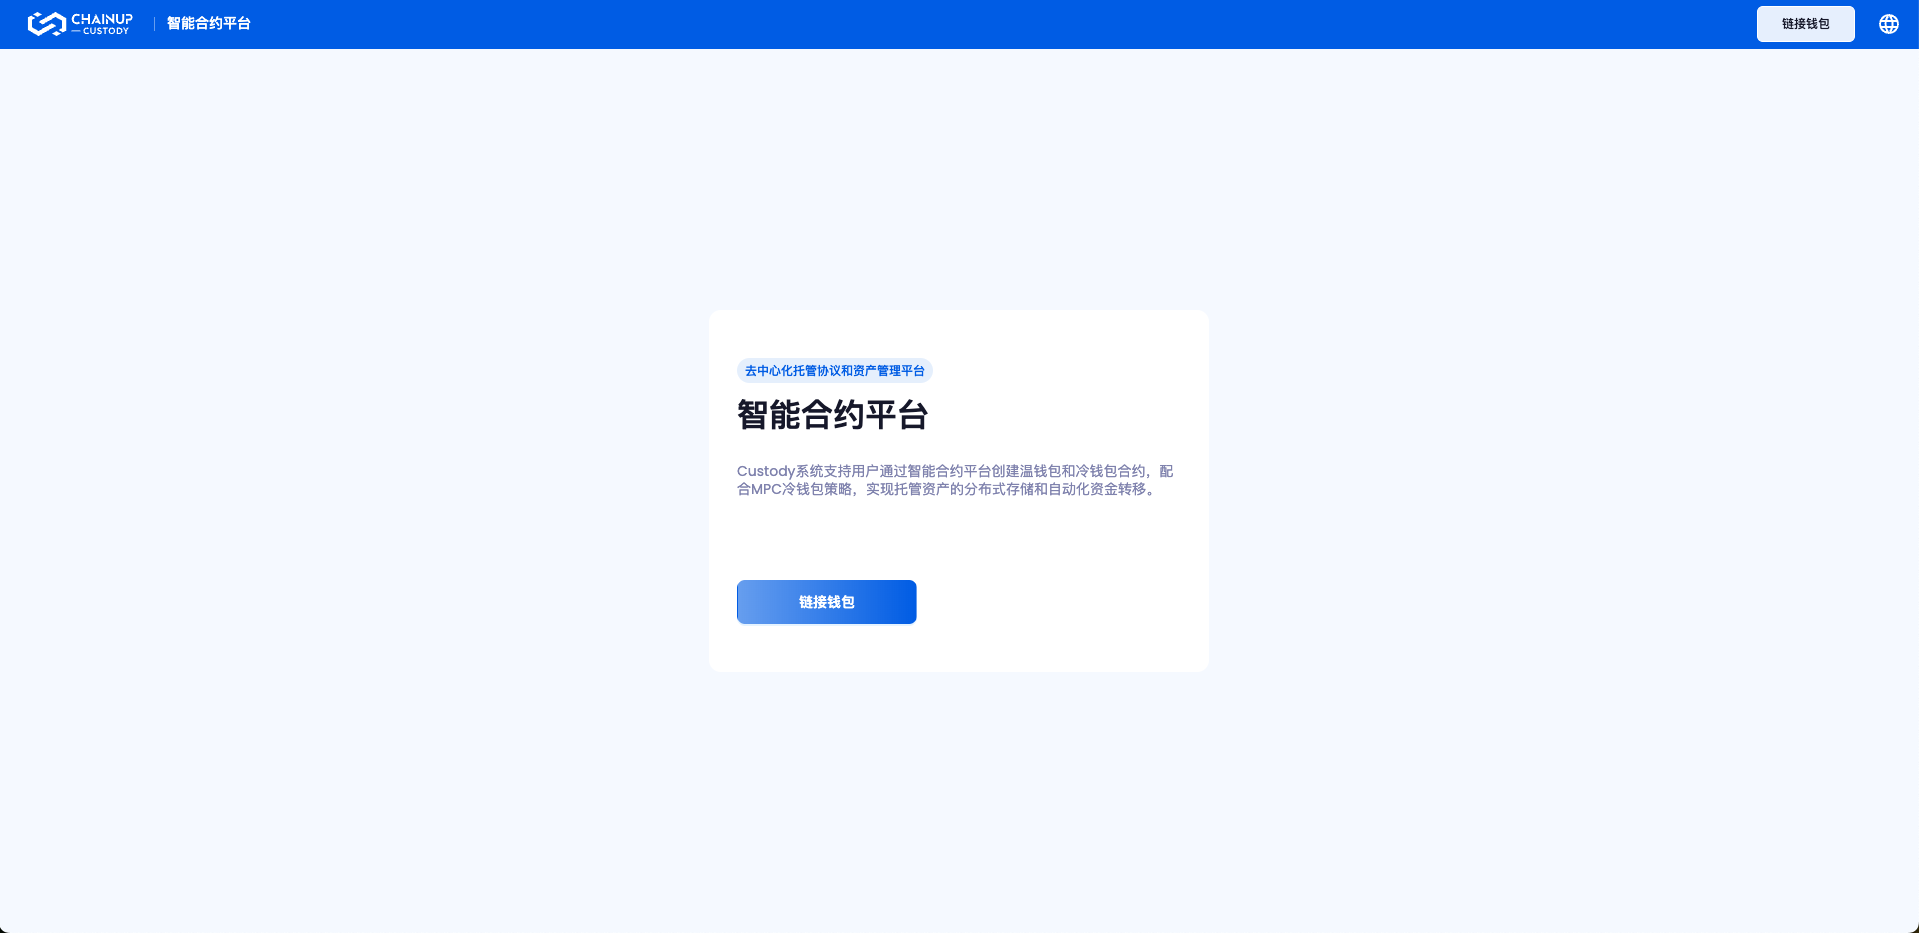 CHAINUP
CUSTODY
智能合约平台
链接钱包
去中心化托管协议和资产管理平台
智能合约平台
Custody系统支持用户通过智能合约平台创建温钱包和冷钱包合约，配
合MPC冷钱包策略，实现托管资产的分布式存储和自动化资金转移。
链接钱包